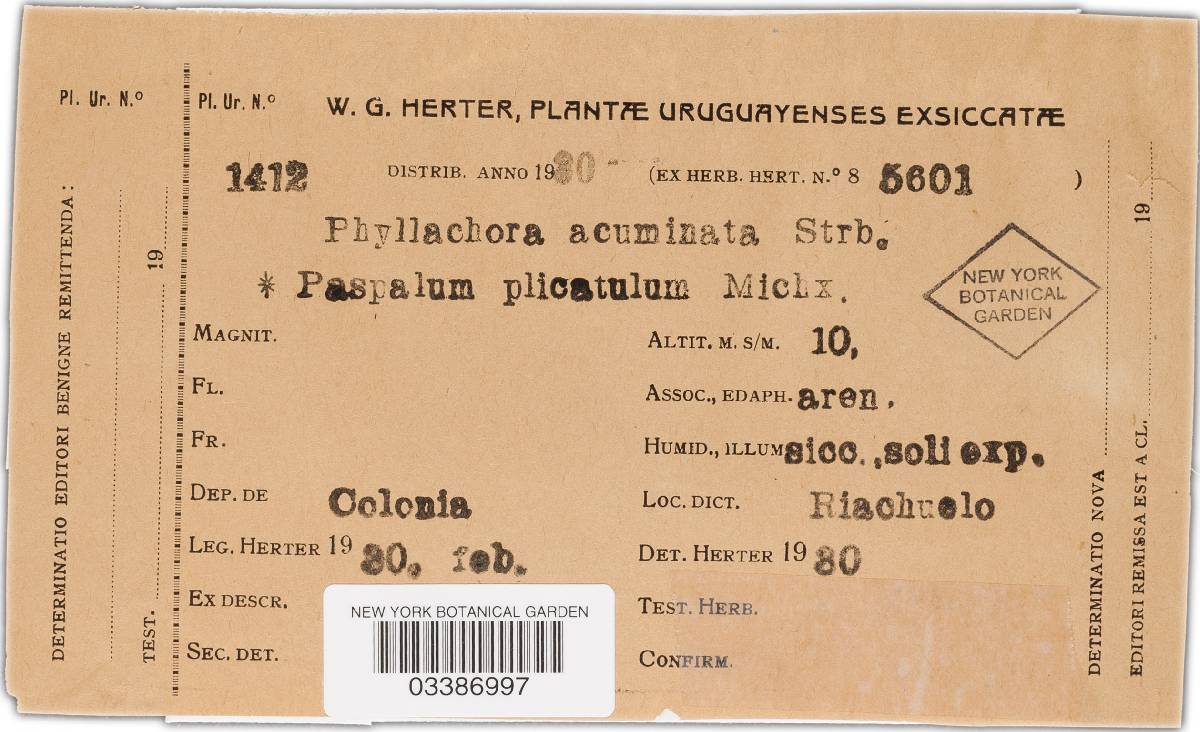 Pl. Ur. N.º
DETERMINATIO EDITORI BENIGNE REMITTENDA:
TEST.
19
Pl. Ur. N.º
W. G. HERTER, PLANTÆ URUGUAYENSES EXSICCATÆ
1412 DISTRIB. ANNO 1930 (EX HERB. HERT. N.º 8 5601 )
Phyllachora acuminata Strb.
* Paspalum plicatulum Michx.
NEW YORK
BOTANICAL
GARDEN
MAGNIT.
ALTIT. M. S/M. 10,
FL.
ASSOC., EDAPH. aren.
FR.
HUMID., ILLUM sicc., soli exp.
DEP. DE Colonia
LOC. DICT. Riachuelo
LEG. HERTER 19 30, feb.
DET. HERTER 19 30
EX DESCR.
TEST. HERB.
SEC. DET.
CONFIRM.
NEW YORK BOTANICAL GARDEN
03386997
DETERMINATIO NOVA
EDITORI REMISSA EST A CL.
19